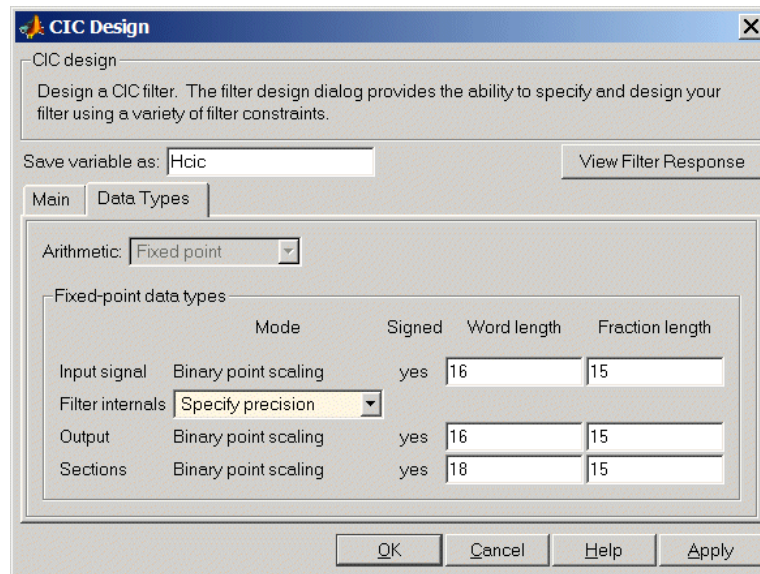 CIC Design
CIC design
Design a CIC filter. The filter design dialog provides the ability to specify and design your
filter using a variety of filter constraints.
Save variable as: Hcic View Filter Response
Main Data Types
Arithmetic: Fixed point
Fixed-point data types
Mode Signed Word length Fraction length
Input signal Binary point scaling yes 16 15
Filter internals Specify precision
Output Binary point scaling yes 16 15
Sections Binary point scaling yes 18 15
OK Cancel Help Apply